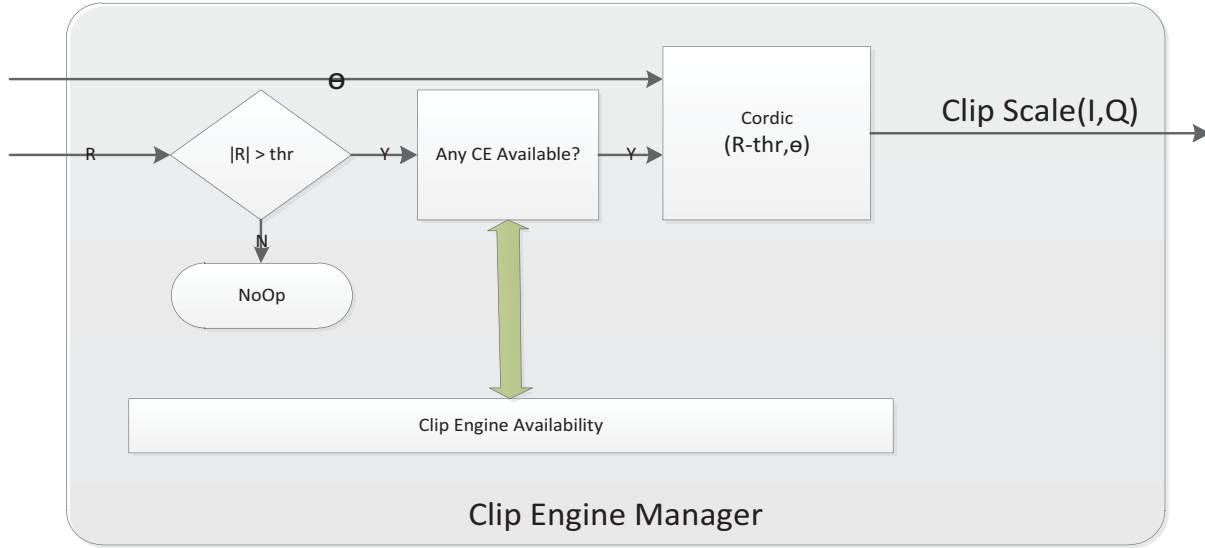 ɵ
Clip Scale(I,Q)
Cordic
(R-thr,ɵ)
R
|R| > thr
Y
Any CE Available?
Y
N
NoOp
Clip Engine Availability
Clip Engine Manager